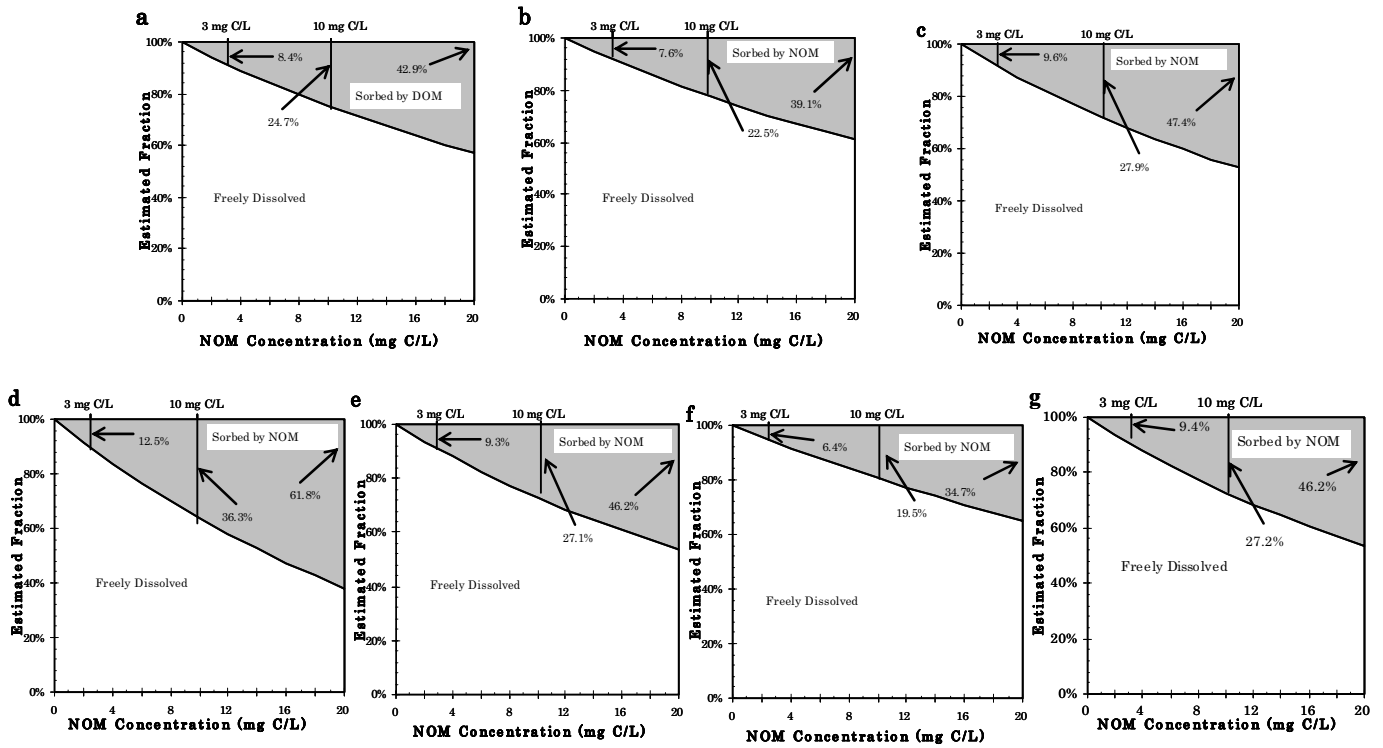 a
3 mg C/L 10 mg C/L
100%
80%
60%
40%
20%
0%
Estimated Fraction
8.4%
24.7%
42.9%
Sorbed by DOM
Freely Dissolved
0 4 8 12 16 20
NOM Concentration (mg C/L)
b
3 mg C/L 10 mg C/L
100%
80%
60%
40%
20%
0%
Estimated Fraction
7.6%
Sorbed by NOM
39.1%
22.5%
Freely Dissolved
0 4 8 12 16 20
NOM Concentration (mg C/L)
c
3 mg C/L 10 mg C/L
100%
80%
60%
40%
20%
0%
Estimated Fraction
9.6%
Sorbed by NOM
47.4%
27.9%
Freely Dissolved
0 4 8 12 16 20
NOM Concentration (mg C/L)
d
3 mg C/L 10 mg C/L
100%
80%
60%
40%
20%
0%
Estimated Fraction
12.5%
Sorbed by NOM
61.8%
36.3%
Freely Dissolved
0 4 8 12 16 20
NOM Concentration (mg C/L)
e
3 mg C/L 10 mg C/L
100%
80%
60%
40%
20%
0%
Estimated Fraction
9.3%
Sorbed by NOM
46.2%
27.1%
Freely Dissolved
0 4 8 12 16 20
NOM Concentration (mg C/L)
f
3 mg C/L 10 mg C/L
100%
80%
60%
40%
20%
0%
Estimated Fraction
6.4%
Sorbed by NOM
34.7%
19.5%
Freely Dissolved
0 4 8 12 16 20
NOM Concentration (mg C/L)
g
3 mg C/L 10 mg C/L
100%
80%
60%
40%
20%
0%
Estimated Fraction
9.4%
Sorbed by NOM
46.2%
27.2%
Freely Dissolved
0 4 8 12 16 20
NOM Concentration (mg C/L)